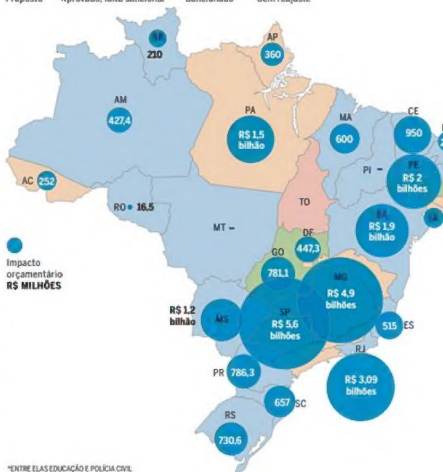 Proposto Aprovado, falta sancionar Sancionado Sem reajuste
RR
210
AP
360
AM
427,4
PA
R$ 1,5
bilhão
MA
600
CE
950
AC 252
RO 16,5
PI –
PE
R$ 2
bilhões
TO
MT –
BA
R$ 1,9
bilhão
DF
447,3
GO
781,1
Impacto
orçamentário
R$ MILHÕES
MG
R$ 4,9
bilhões
R$ 1,2
bilhão
MS
SP
R$ 5,6
bilhões
515 ES
RJ
R$ 3,09
bilhões
PR 786,3
657 SC
RS
730,6
*ENTRE ELAS EDUCAÇÃO E POLÍCIA CIVIL